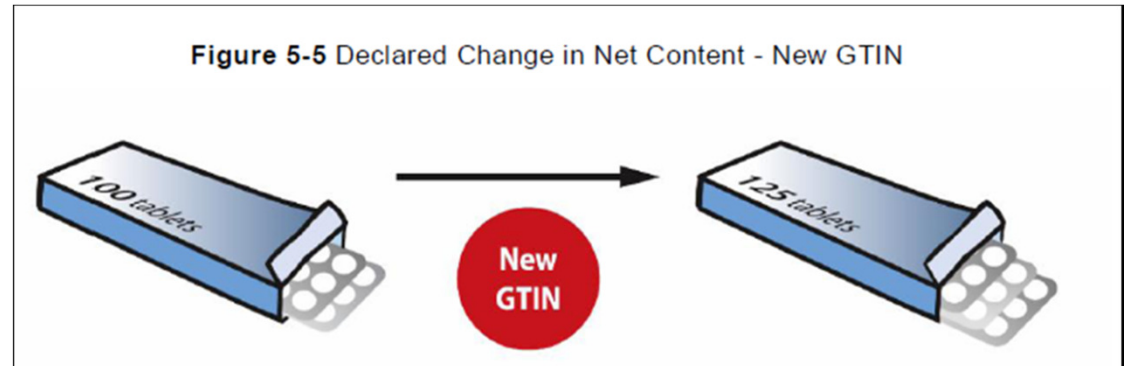 Figure 5-5 Declared Change in Net Content - New GTIN
100 tablets
New
GTIN
125 tablets